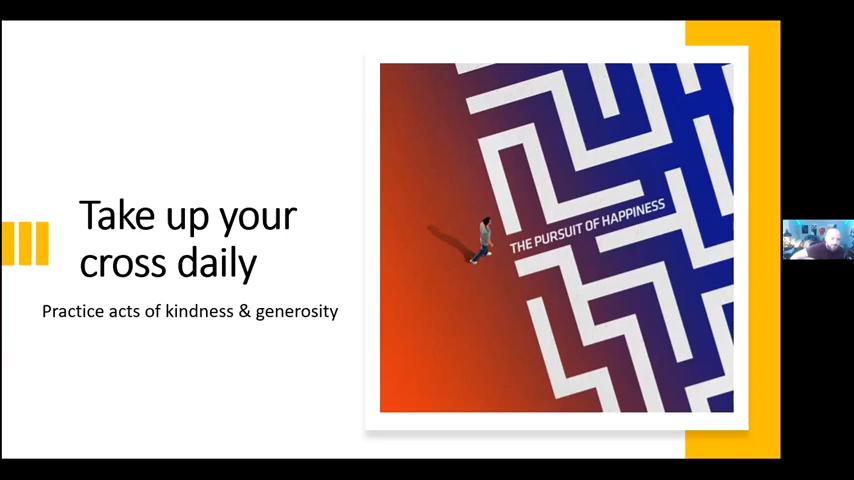 Take up your
cross daily
Practice acts of kindness & generosity
THE PURSUIT OF HAPPINESS